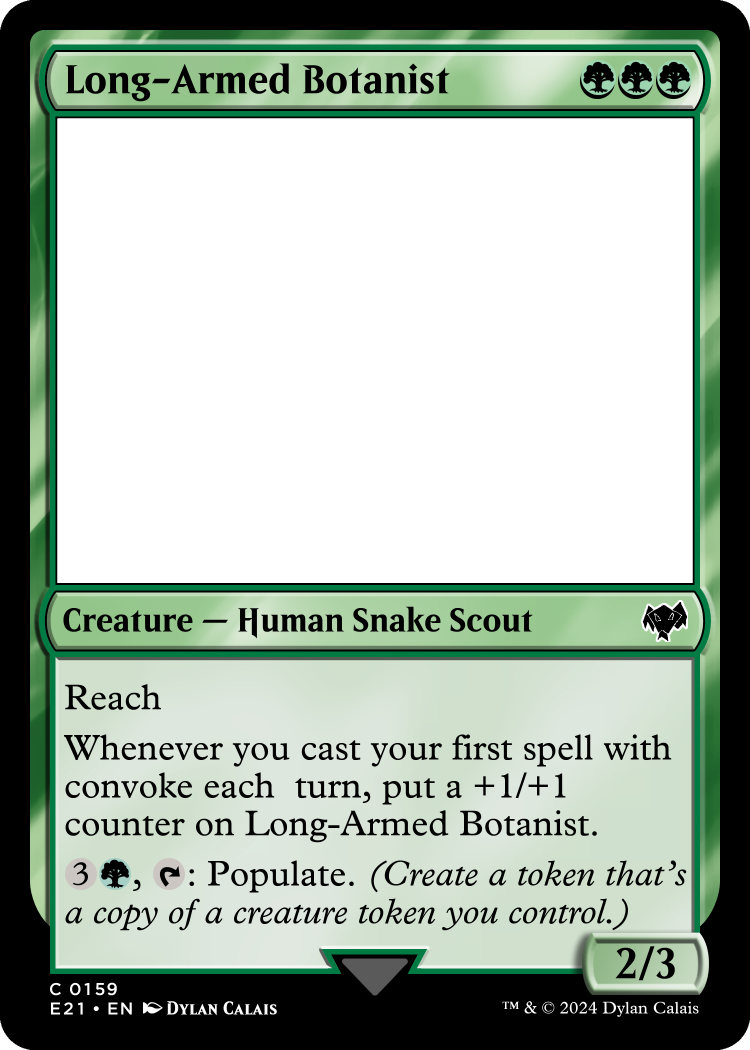 Long-Armed Botanist
Creature — Human Snake Scout
Reach
Whenever you cast your first spell with
convoke each  turn, put a +1/+1
counter on Long-Armed Botanist.
3, : Populate. (Create a token that's
a copy of a creature token you control.)
2/3
C 0159
E21 • EN Dylan Calais
™ & © 2024 Dylan Calais